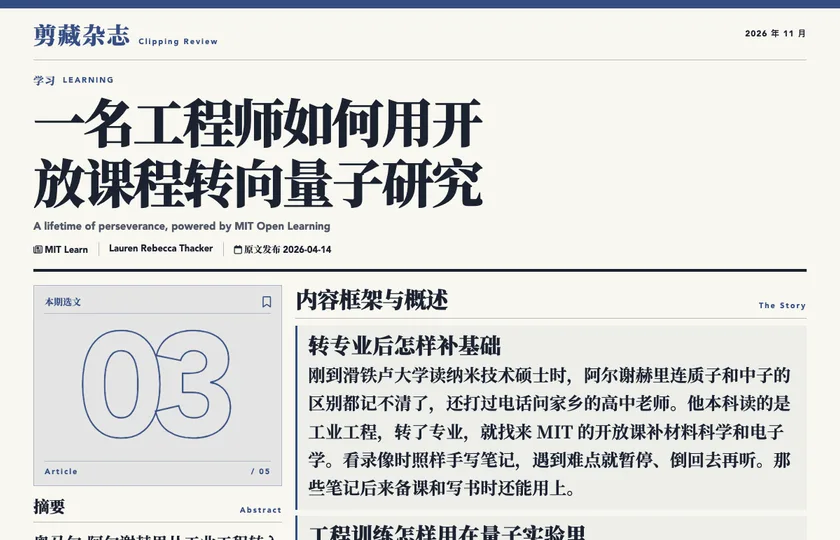 剪藏杂志 Clipping Review
2026 年 11 月
学习 LEARNING
一名工程师如何用开
放课程转向量子研究
A lifetime of perseverance, powered by MIT Open Learning
MIT Learn
Lauren Rebecca Thacker
原文发布 2026-04-14
本期选文
03
Article / 05
摘要 Abstract
内容框架与概述 The Story
转专业后怎样补基础
刚到滑铁卢大学读纳米技术硕士时，阿尔谢赫里连质子和中子的
区别都记不清了，还打过电话问家乡的高中老师。他本科读的是
工业工程，转了专业，就找来 MIT 的开放课补材料科学和电子
学。看录像时照样手写笔记，遇到难点就暂停、倒回去再听。那
些笔记后来备课和写书时还能用上。
工程训练怎样用在量子实验里